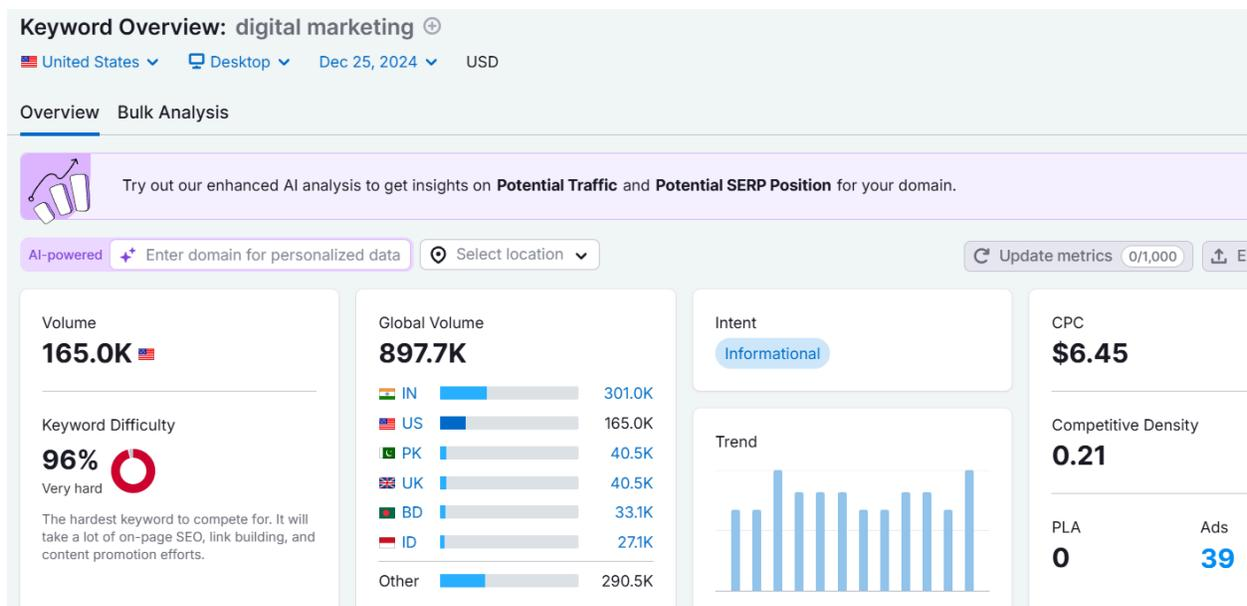 Keyword Overview: digital marketing
United States Desktop Dec 25, 2024 USD
Overview Bulk Analysis
Try out our enhanced AI analysis to get insights on Potential Traffic and Potential SERP Position for your domain.
AI-powered Enter domain for personalized data Select location Update metrics 0/1,000 E
Volume
165.0K
Keyword Difficulty
96%
Very hard
The hardest keyword to compete for. It will
take a lot of on-page SEO, link building, and
content promotion efforts.
Global Volume
897.7K
IN 301.0K
US 165.0K
PK 40.5K
UK 40.5K
BD 33.1K
ID 27.1K
Other 290.5K
Intent
Informational
Trend
CPC
$6.45
Competitive Density
0.21
PLA Ads
0 39